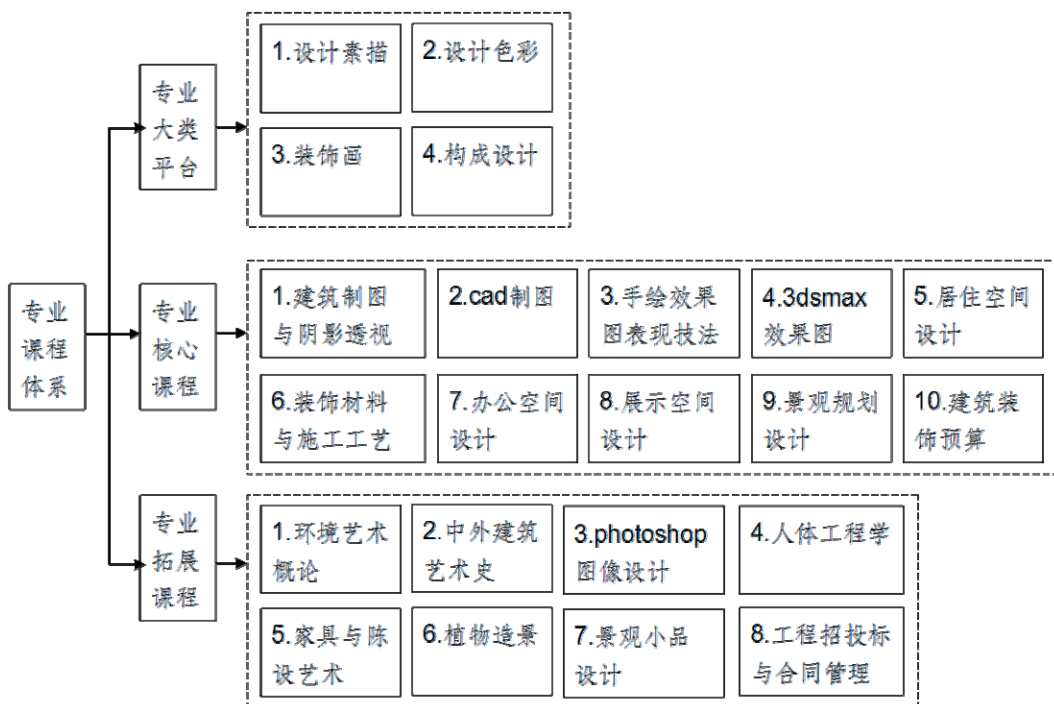 专业
课程
体系
专业
大类
平台
1.设计素描
2.设计色彩
3.装饰画
4.构成设计
专业
核心
课程
1.建筑制图
与阴影透视
2.cad制图
3.手绘效果
图表现技法
4.3dsmax
效果图
5.居住空间
设计
6.装饰材料
与施工工艺
7.办公空间
设计
8.展示空间
设计
9.景观规划
设计
10.建筑装
饰预算
专业
拓展
课程
1.环境艺术
概论
2.中外建筑
艺术史
3.photoshop
图像设计
4.人体工程学
5.家具与陈
设艺术
6.植物造景
7.景观小品
设计
8.工程招投标
与合同管理